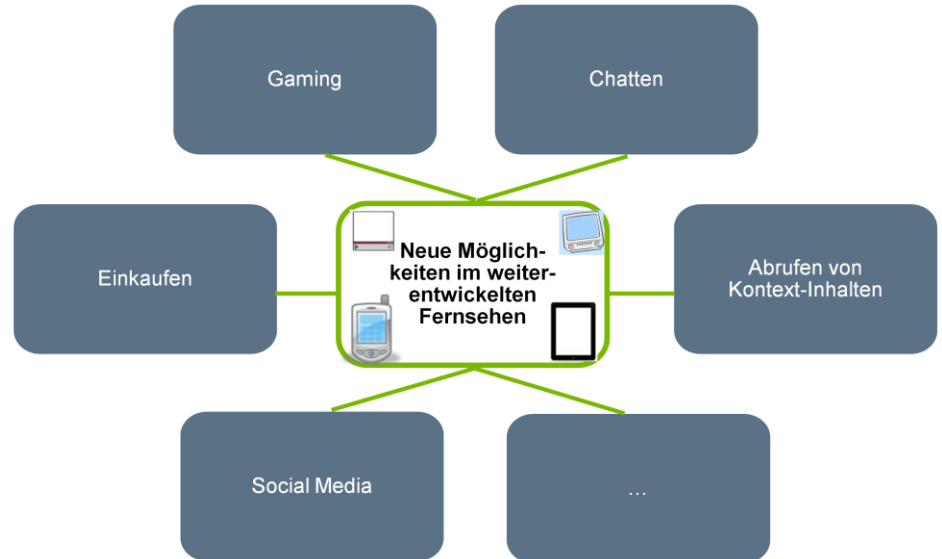 Gaming
Chatten
Einkaufen
Neue Möglich-
keiten im weiter-
entwickelten
Fernsehen
Abrufen von
Kontext-Inhalten
Social Media
...